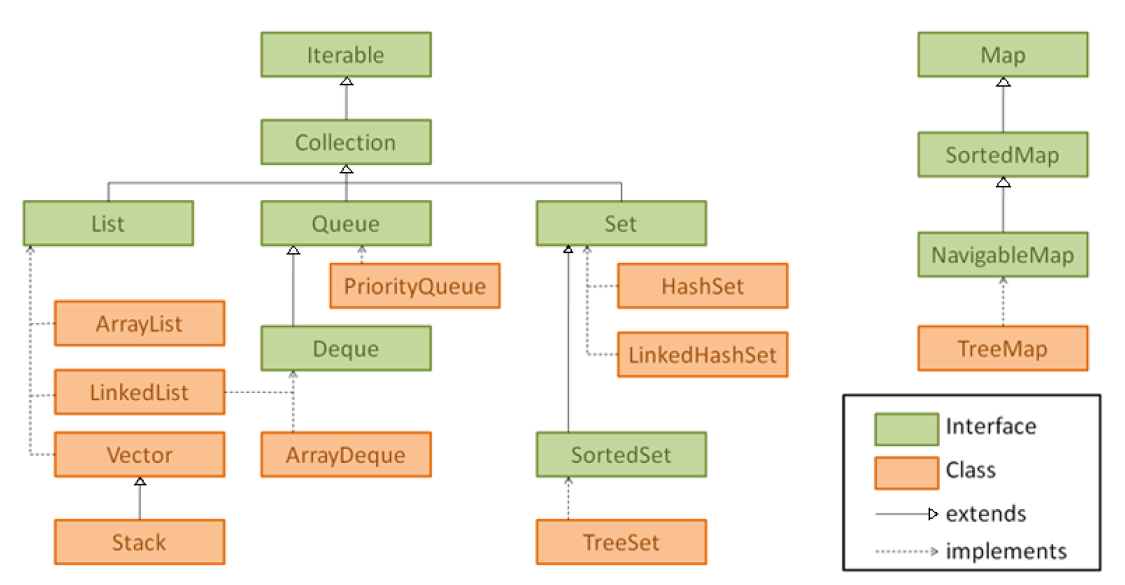 Iterable
Map
Collection
SortedMap
List
Queue
Set
NavigableMap
PriorityQueue
HashSet
ArrayList
Deque
LinkedHashSet
TreeMap
LinkedList
Vector
ArrayDeque
SortedSet
Stack
TreeSet
Interface
Class
extends
implements